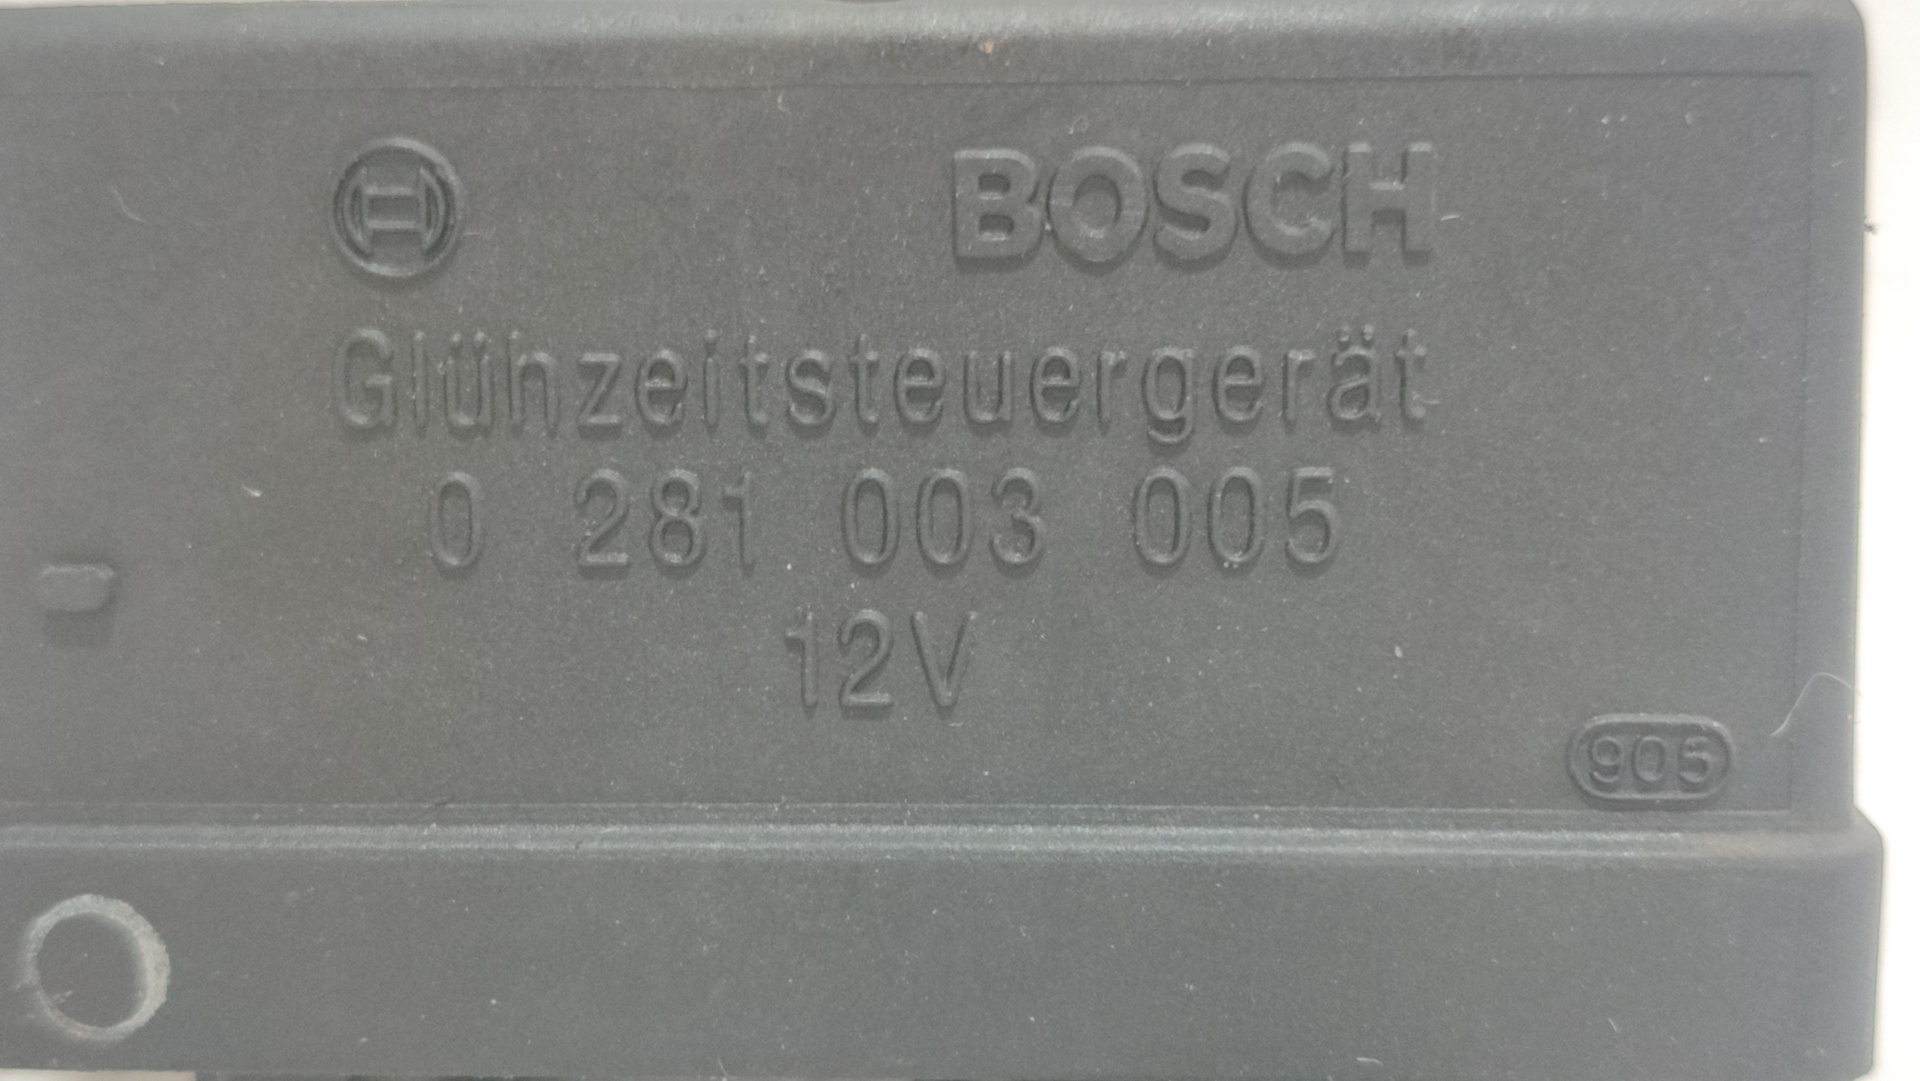 BOSCH
Glühzeitsteuergerät
0 281 003 005
12V
905